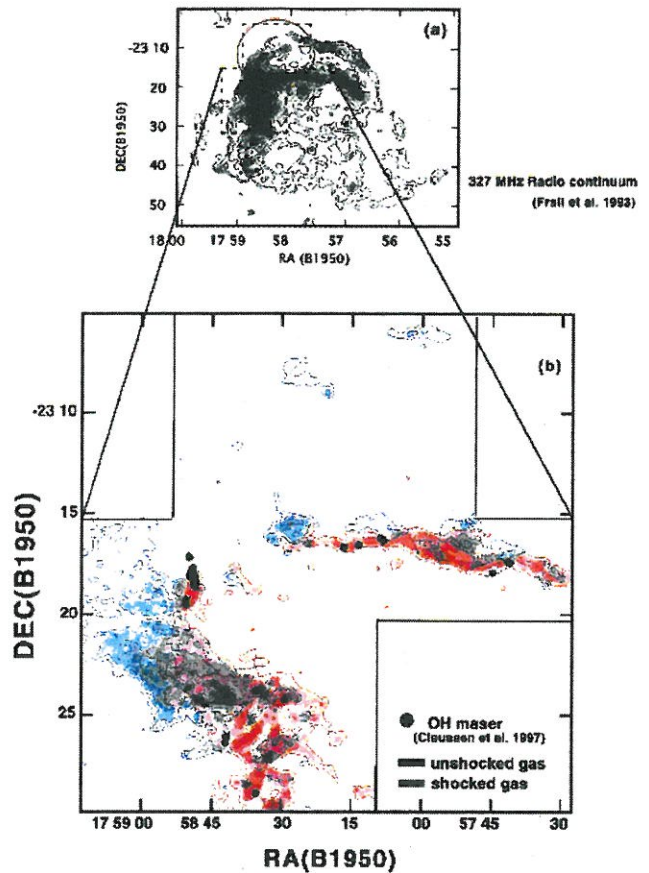 (a)
-23 10
20
30
40
50
DEC(B1950)
18 00 17 59 58 57 56 55
RA (B1950)
327 MHz Radio continuum
(Frail et al. 1993)
(b)
-23 10
15
20
25
DEC(B1950)
OH maser
(Claussen et al. 1997)
unshocked gas
shocked gas
17 59 00 58 45 30 15 00 57 45 30
RA(B1950)